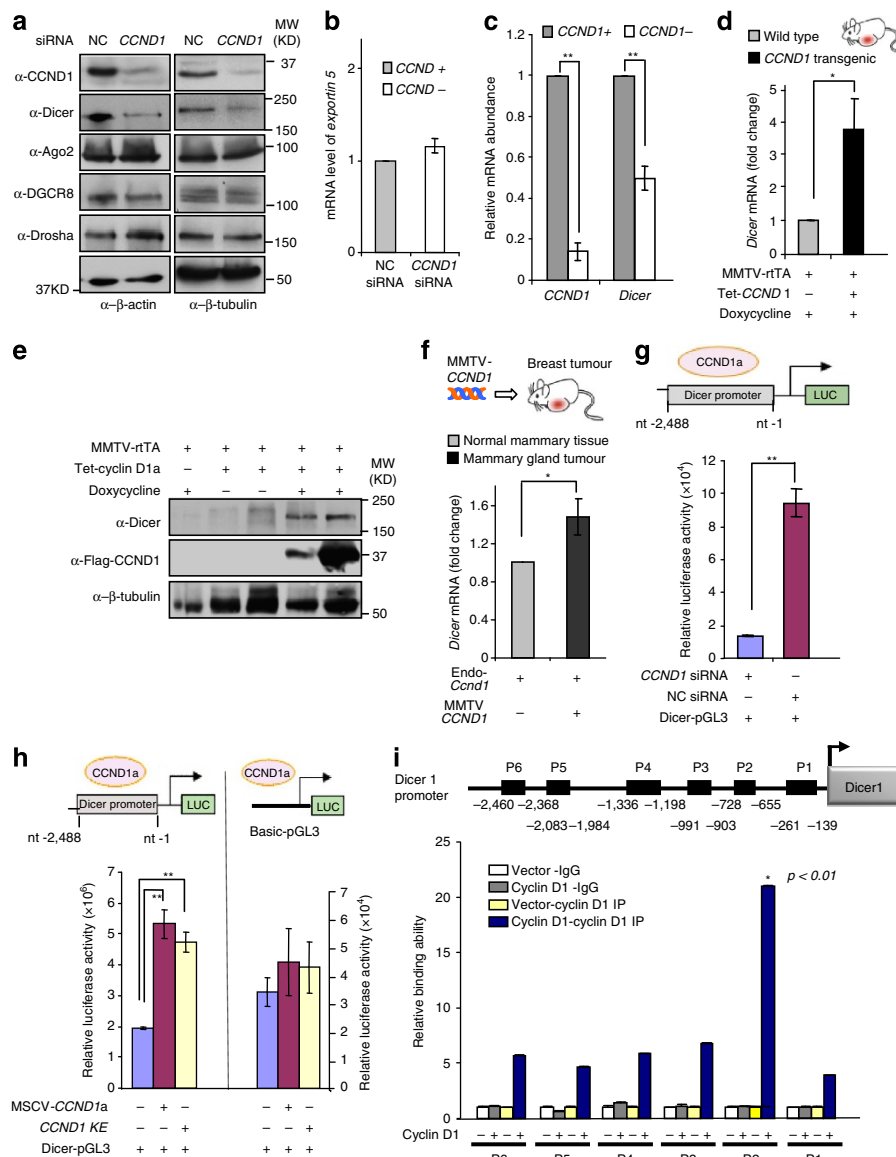 a
siRNA NC CCND1 NC CCND1 MW (KD)
α-CCND1 37
α-Dicer 250
150
α-Ago2 100
α-DGCR8 100
α-Drosha 150
37KD 50
α–β-actin α–β-tubulin
b
CCND +
CCND –
mRNA level of exportin 5
2
1
0
NC siRNA CCND1 siRNA
c
CCND1+ CCND1–
Relative mRNA abundance
1.2
1
0.8
0.6
0.4
0.2
0
** **
CCND1 Dicer
d
Wild type
CCND1 transgenic
Dicer mRNA (fold change)
5
4
3
2
1
0
*
MMTV-rtTA + +
Tet-CCND 1 – +
Doxycycline + +
e
MMTV-rtTA + + + + +
Tet-cyclin D1a – + + + +
Doxycycline + – – + +
MW (KD)
250
α-Dicer
150
α-Flag-CCND1 37
α–β-tubulin
50
f
MMTV-CCND1
Breast tumour
Normal mammary tissue
Mammary gland tumour
Dicer mRNA (fold change)
1.6
1.2
0.8
0.4
0
*
Endo-Ccnd1 + +
MMTV CCND1 – +
g
CCND1a
Dicer promoter LUC
nt -2,488 nt -1
Relative luciferase activity (×10⁴)
12
10
8
6
4
2
0
**
CCND1 siRNA + –
NC siRNA – +
Dicer-pGL3 + +
h
CCND1a CCND1a
Dicer promoter LUC LUC
nt -2,488 nt -1 Basic-pGL3
Relative luciferase activity (×10⁶)
7
6
5
4
3
2
1
0
** **
Relative luciferase activity (×10⁴)
7
6
5
4
3
2
1
0
MSCV-CCND1a – + – – + –
CCND1 KE – – + – – +
Dicer-pGL3 + + + + + +
i
Dicer 1 promoter
P6 P5 P4 P3 P2 P1
Dicer1
–2,460 –2,368 –1,336 –1,198 –728 –655
–2,083 –1,984 –991 –903 –261 –139
Vector -IgG
Cyclin D1 -IgG
Vector-cyclin D1 IP
Cyclin D1-cyclin D1 IP
* p < 0.01
Relative binding ability
25
20
15
10
5
0
Cyclin D1 – + – + – + – + – + – + – + – + – + – + – + – +